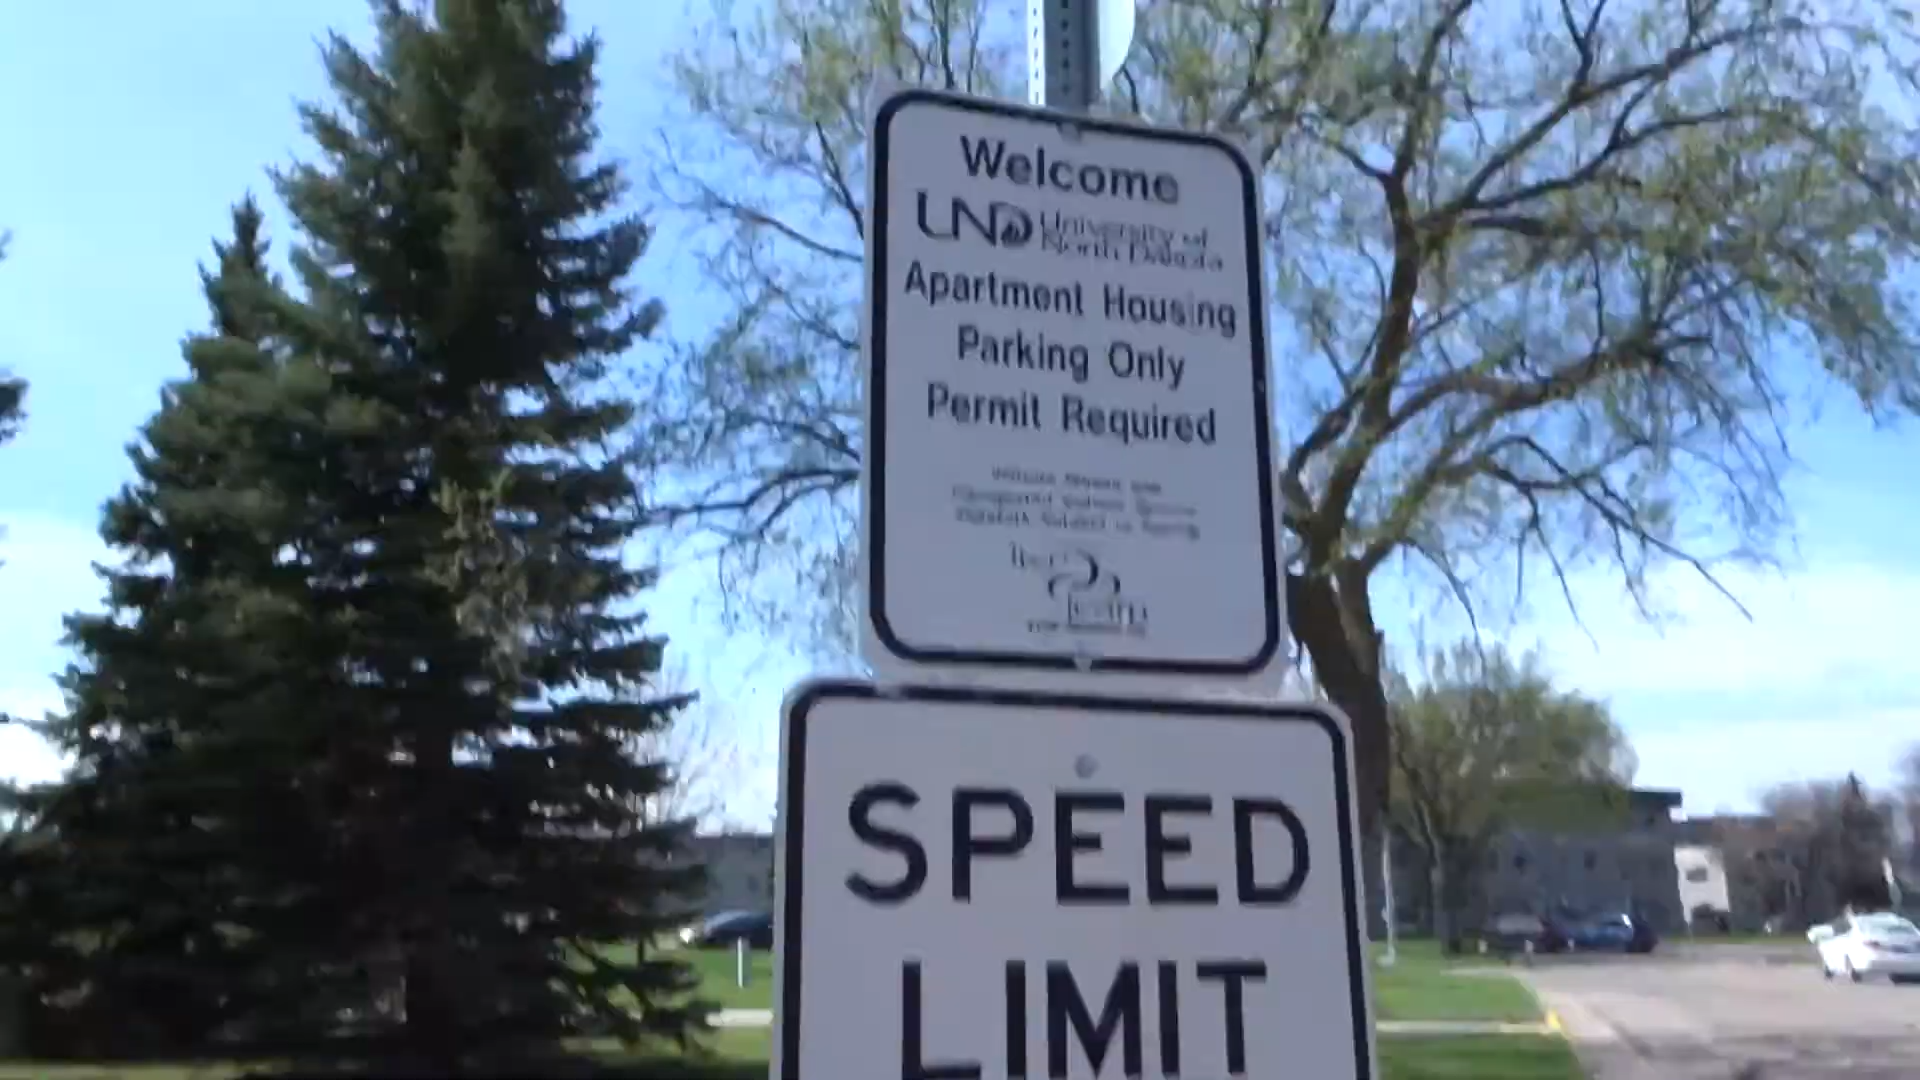 Welcome
UND University of
North Dakota
Apartment Housing
Parking Only
Permit Required
SPEED
LIMIT